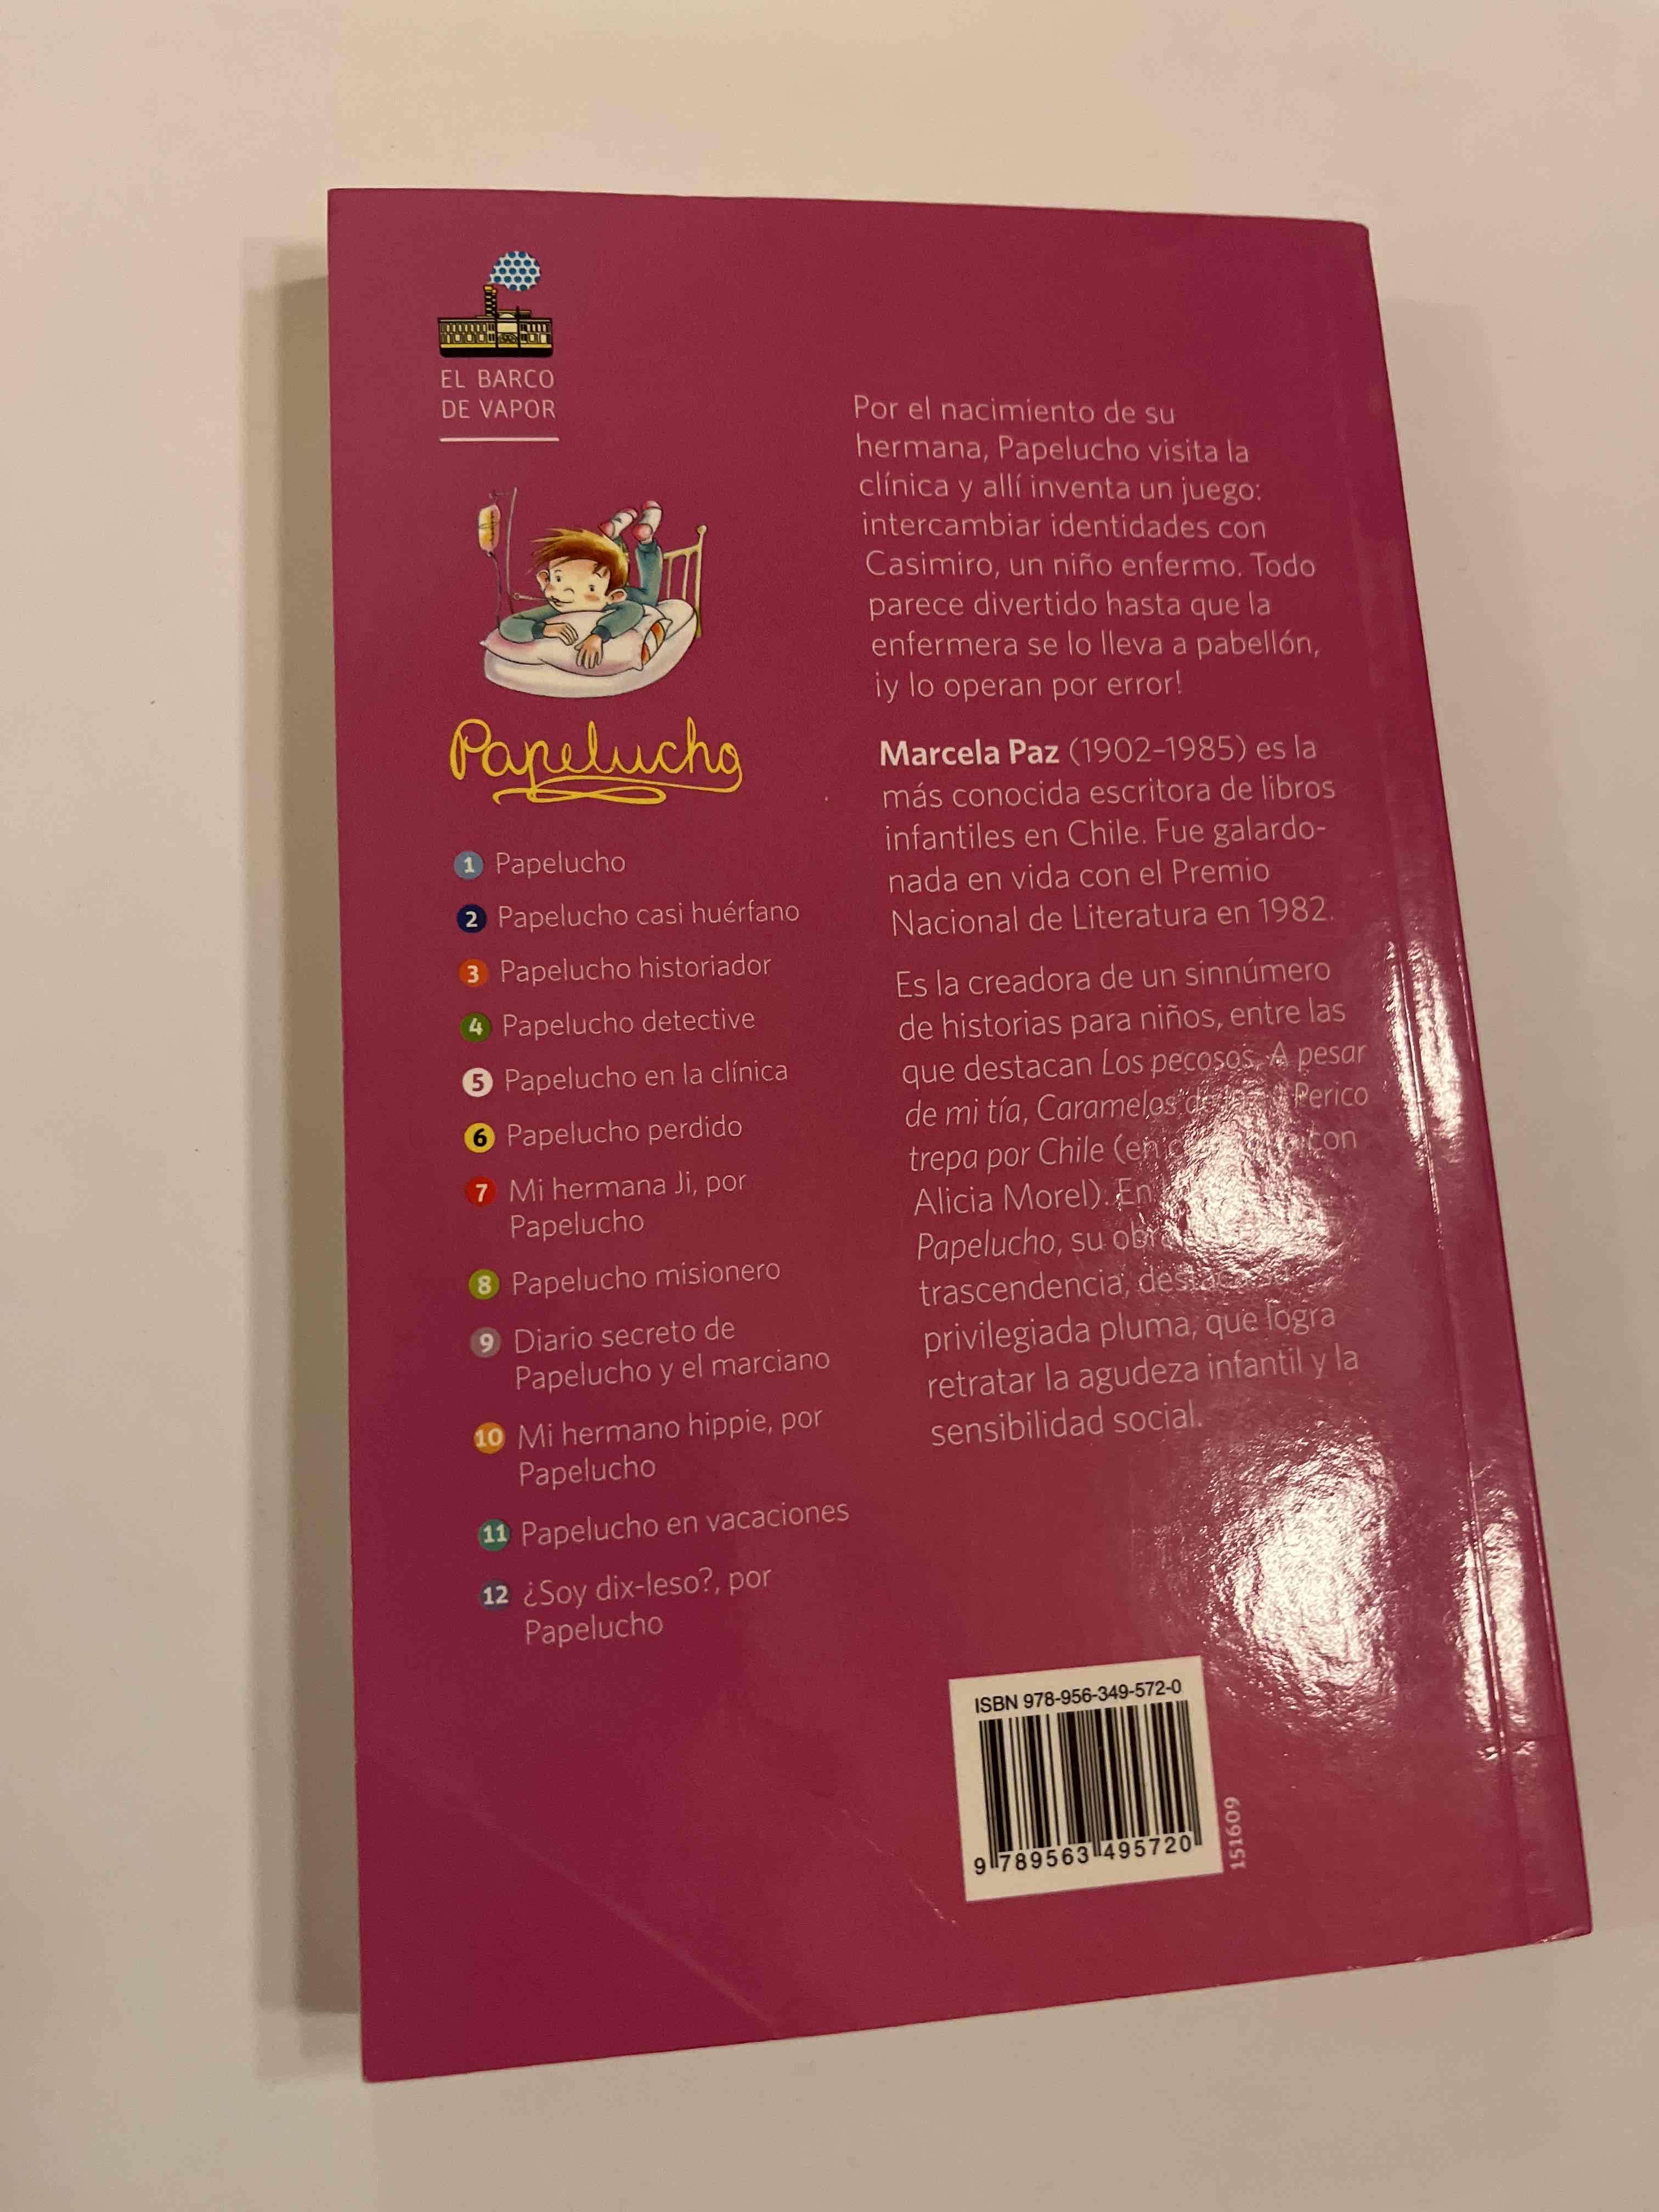 EL BARCO
DE VAPOR
Papelucho
1 Papelucho
2 Papelucho casi huérfano
3 Papelucho historiador
4 Papelucho detective
5 Papelucho en la clínica
6 Papelucho perdido
7 Mi hermana Ji, por
Papelucho
8 Papelucho misionero
9 Diario secreto de
Papelucho y el marciano
10 Mi hermano hippie, por
Papelucho
11 Papelucho en vacaciones
12 ¿Soy dix-leso?, por
Papelucho
Por el nacimiento de su
hermana, Papelucho visita la
clínica y allí inventa un juego:
intercambiar identidades con
Casimiro, un niño enfermo. Todo
parece divertido hasta que la
enfermera se lo lleva a pabellón,
¡y lo operan por error!
Marcela Paz (1902–1985) es la
más conocida escritora de libros
infantiles en Chile. Fue galardo-
nada en vida con el Premio
Nacional de Literatura en 1982.
Es la creadora de un sinnúmero
de historias para niños, entre las
que destacan Los pecosos, A pesar
de mi tía, Caramelos Perico
trepa por Chile (en con
Alicia Morel). En
Papelucho, su
trascendencia,
privilegiada pluma, que logra
retratar la agudeza infantil y la
sensibilidad social.
ISBN 978-956-349-572-0
9 789563 495720
151609